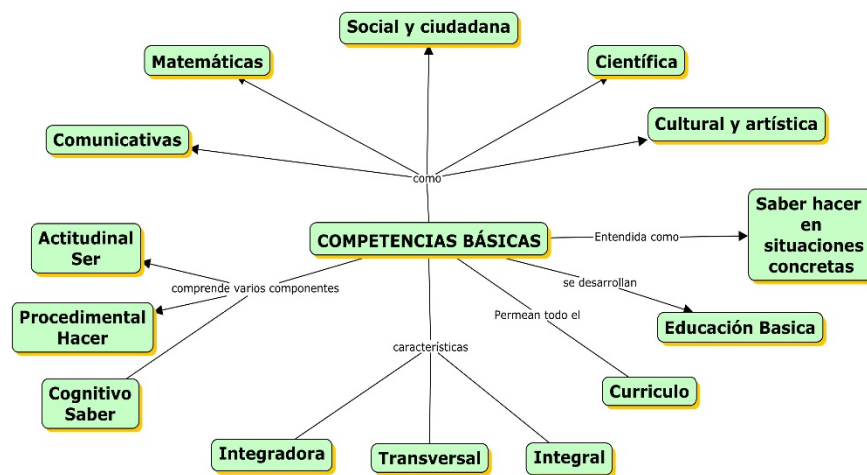 Social y ciudadana
Matemáticas
Científica
Comunicativas
Cultural y artística
como
COMPETENCIAS BÁSICAS
Entendida como
Saber hacer
en
situaciones
concretas
Actitudinal
Ser
comprende varios componentes
Procedimental
Hacer
Cognitivo
Saber
se desarrollan
Educación Basica
Permean todo el
Curriculo
características
Integradora
Transversal
Integral